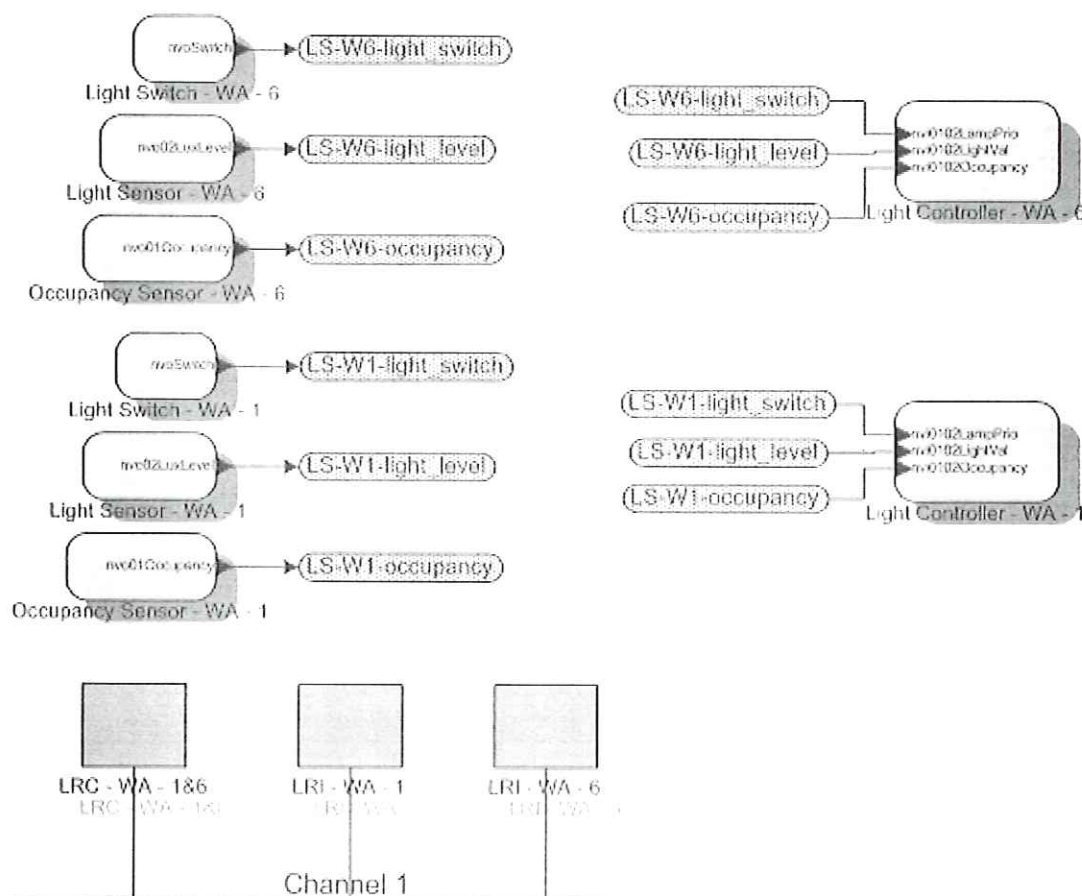 nvoSwitch
LS-W6-light_switch
Light Switch - WA - 6
nvo02LuxLevel
LS-W6-light_level
Light Sensor - WA - 6
nvo01Occupancy
LS-W6-occupancy
Occupancy Sensor - WA - 6
LS-W6-light_switch
LS-W6-light_level
LS-W6-occupancy
nvi0102LampPrio
nvi0102LightVal
nvi0102Occupancy
Light Controller - WA - 6
nvoSwitch
LS-W1-light_switch
Light Switch - WA - 1
nvo02LuxLevel
LS-W1-light_level
Light Sensor - WA - 1
nvo01Occupancy
LS-W1-occupancy
Occupancy Sensor - WA - 1
LS-W1-light_switch
LS-W1-light_level
LS-W1-occupancy
nvi0102LampPrio
nvi0102LightVal
nvi0102Occupancy
Light Controller - WA - 1
LRC - WA - 1&6
LRI - WA - 1
LRI - WA - 6
Channel 1